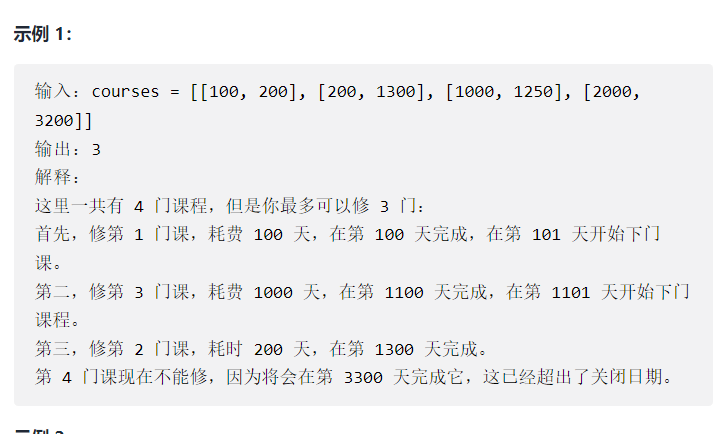 示例 1：
输入：courses = [[100, 200], [200, 1300], [1000, 1250], [2000,
3200]]
输出：3
解释：
这里一共有 4 门课程，但是你最多可以修 3 门：
首先，修第 1 门课，耗费 100 天，在第 100 天完成，在第 101 天开始下门
课。
第二，修第 3 门课，耗费 1000 天，在第 1100 天完成，在第 1101 天开始下门
课程。
第三，修第 2 门课，耗时 200 天，在第 1300 天完成。
第 4 门课现在不能修，因为将会在第 3300 天完成它，这已经超出了关闭日期。